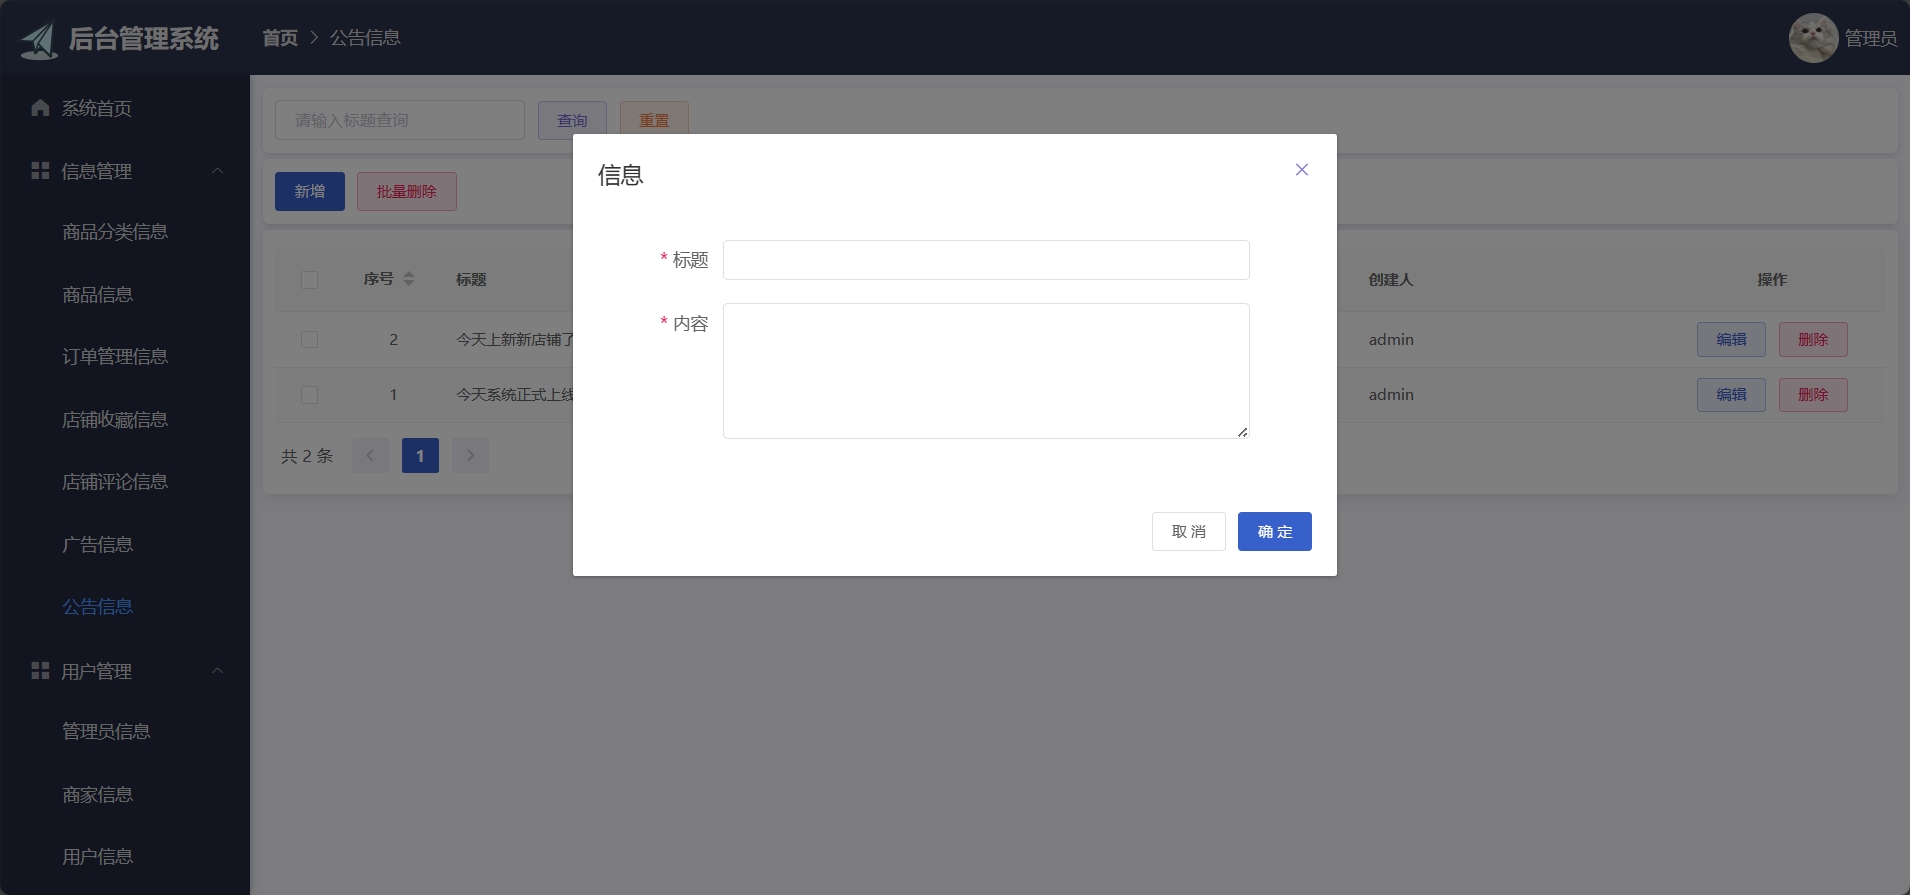 后台管理系统
首页 > 公告信息
管理员
系统首页
信息管理
商品分类信息
商品信息
订单管理信息
店铺收藏信息
店铺评论信息
广告信息
公告信息
用户管理
管理员信息
商家信息
用户信息
请输入标题查询 查询 重置
新增 批量删除
序号 标题 创建人 操作
2 今天上新新店铺了 admin 编辑 删除
1 今天系统正式上线 admin 编辑 删除
共 2 条 1
信息
* 标题
* 内容
取 消 确 定